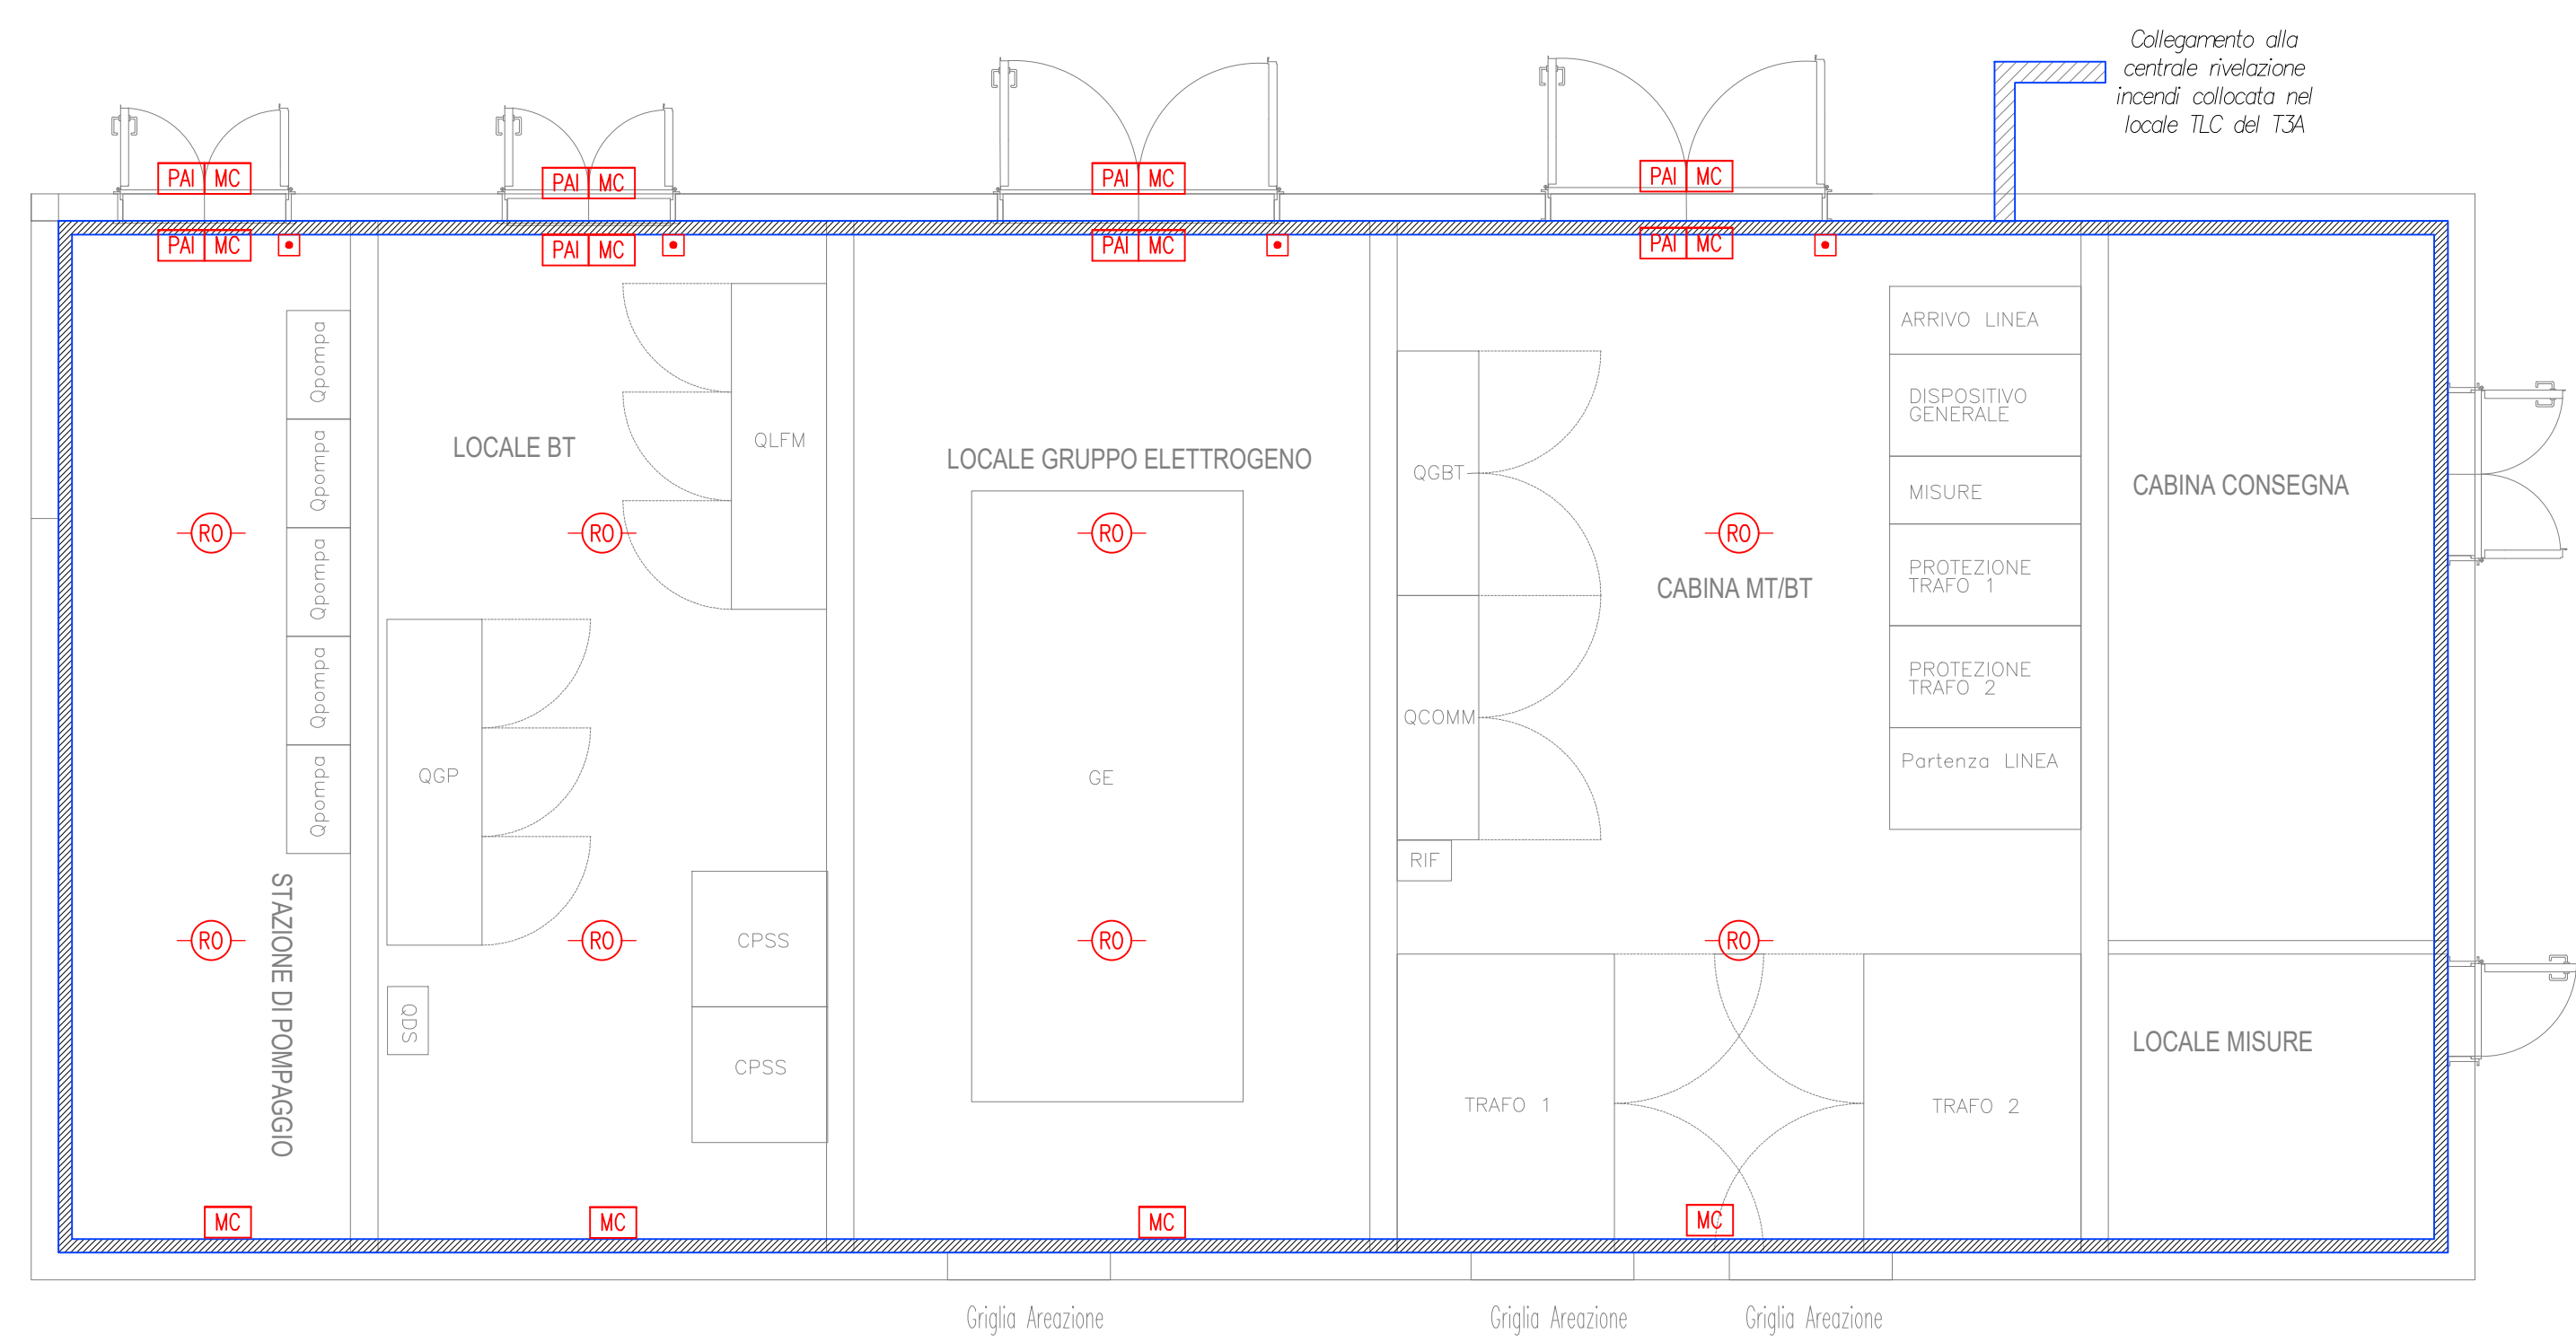 Collegamento alla
centrale rivelazione
incendi collocata nel
locale TLC del T3A
PAI MC
PAI MC
PAI MC
PAI MC
PAI MC
PAI MC
PAI MC
PAI MC
Qpompa
Qpompa
Qpompa
Qpompa
Qpompa
RO
RO
STAZIONE DI POMPAGGIO
MC
LOCALE BT
QLFM
RO
QGP
RO
CPSS
CPSS
QDS
MC
LOCALE GRUPPO ELETTROGENO
RO
GE
RO
MC
QGBT
QCOMM
RIF
RO
CABINA MT/BT
RO
ARRIVO LINEA
DISPOSITIVO
GENERALE
MISURE
PROTEZIONE
TRAFO 1
PROTEZIONE
TRAFO 2
Partenza LINEA
TRAFO 1
TRAFO 2
MC
CABINA CONSEGNA
LOCALE MISURE
Griglia Areazione
Griglia Areazione
Griglia Areazione